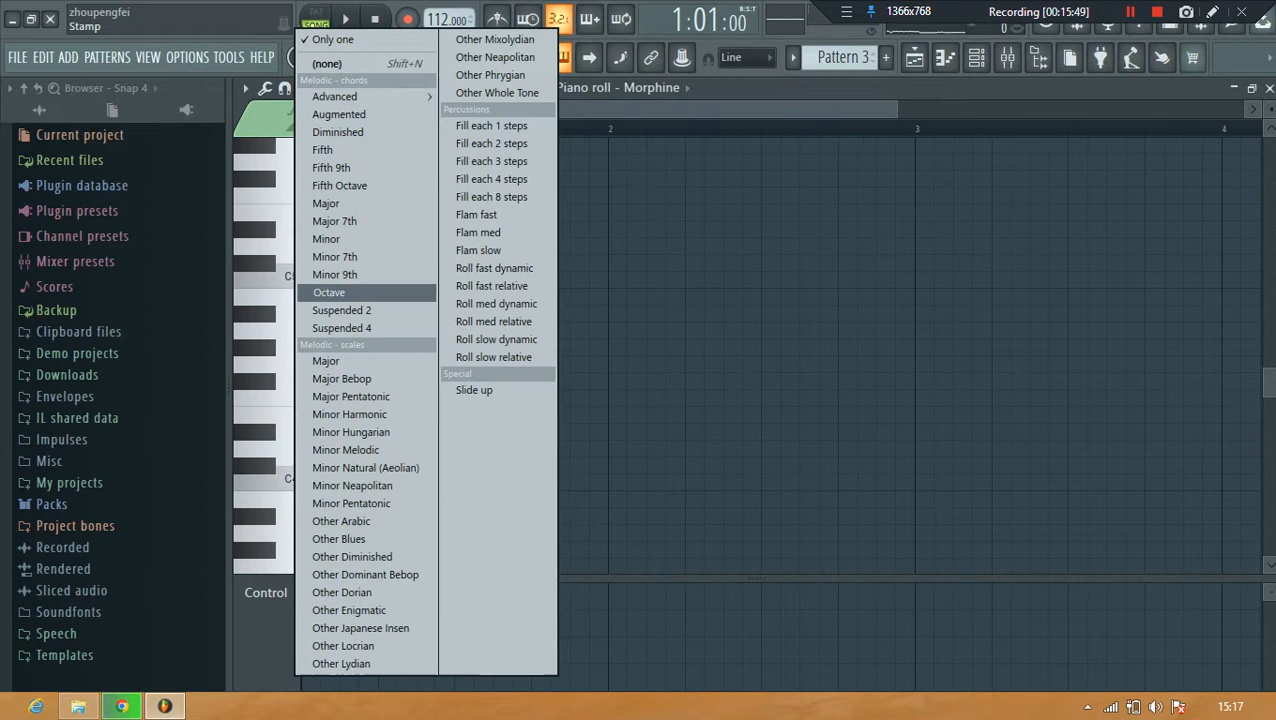 zhoupengfei
Stamp
PAT
SONG
112.000
3.2.
1:01:00
1366x768
Recording [00:15:49]
0
FILE EDIT ADD PATTERNS VIEW OPTIONS TOOLS HELP
Line
Pattern 3
Browser - Snap 4
Piano roll - Morphine
2
3
4
Current project
Recent files
Plugin database
Plugin presets
Channel presets
Mixer presets
Scores
Backup
Clipboard files
Demo projects
Downloads
Envelopes
IL shared data
Impulses
Misc
My projects
Packs
Project bones
Recorded
Rendered
Sliced audio
Soundfonts
Speech
Templates
Only one
(none) Shift+N
Melodic - chords
Advanced
Augmented
Diminished
Fifth
Fifth 9th
Fifth Octave
Major
Major 7th
Minor
Minor 7th
Minor 9th
Octave
Suspended 2
Suspended 4
Melodic - scales
Major
Major Bebop
Major Pentatonic
Minor Harmonic
Minor Hungarian
Minor Melodic
Minor Natural (Aeolian)
Minor Neapolitan
Minor Pentatonic
Other Arabic
Other Blues
Other Diminished
Other Dominant Bebop
Other Dorian
Other Enigmatic
Other Japanese Insen
Other Locrian
Other Lydian
Other Mixolydian
Other Neapolitan
Other Phrygian
Other Whole Tone
Percussions
Fill each 1 steps
Fill each 2 steps
Fill each 3 steps
Fill each 4 steps
Fill each 8 steps
Flam fast
Flam med
Flam slow
Roll fast dynamic
Roll fast relative
Roll med dynamic
Roll med relative
Roll slow dynamic
Roll slow relative
Special
Slide up
Control
15:17